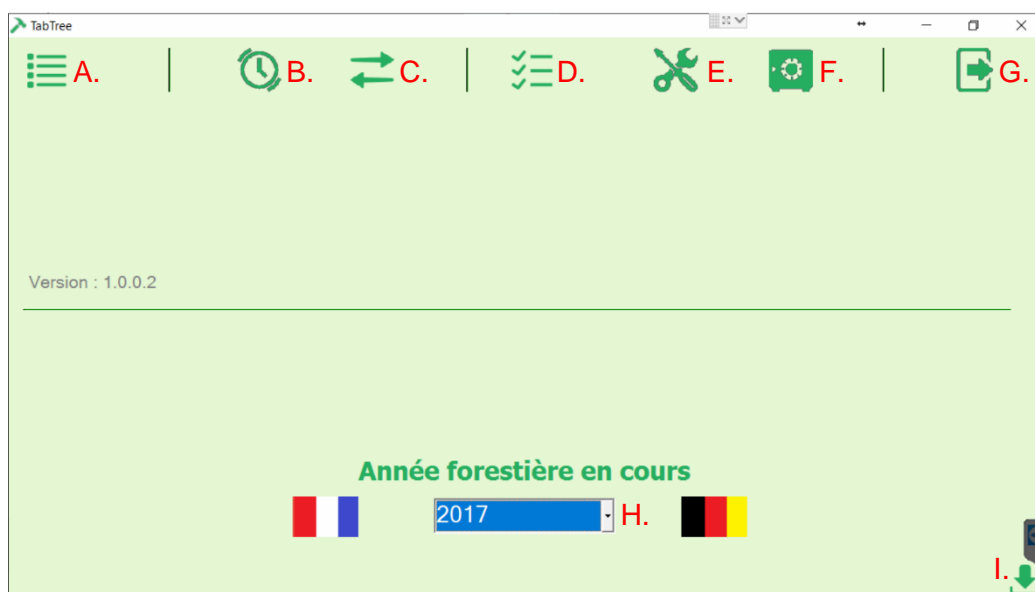 TabTree
A. B. C. D. E. F. G.
Version : 1.0.0.2
Année forestière en cours
2017 H.
I.